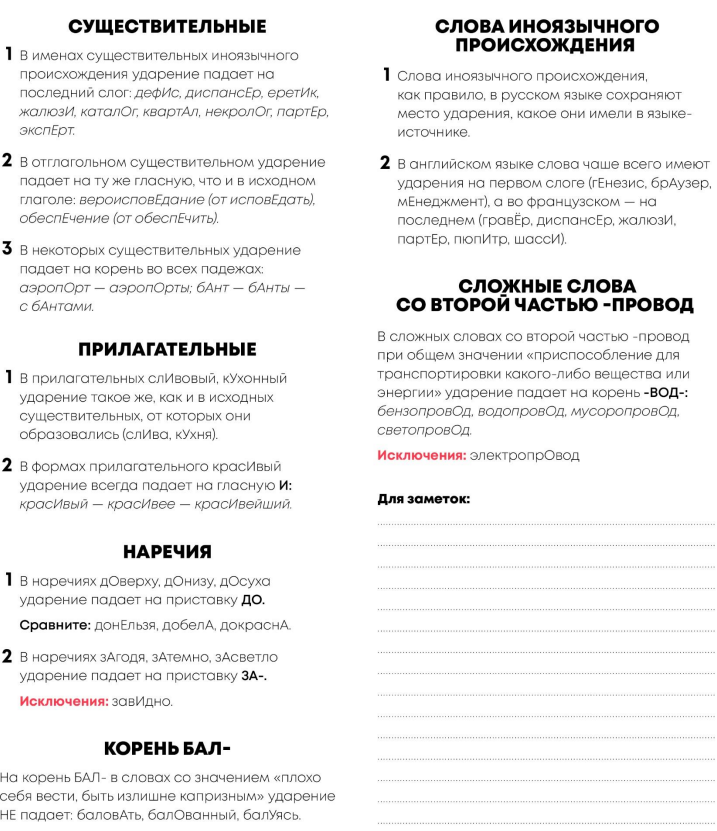 СУЩЕСТВИТЕЛЬНЫЕ
1 В именах существительных иноязычного
происхождения ударение падает на
последний слог: дефИс, диспансЕр, еретИк,
жалюзИ, каталОг, квартАл, некролОг, партЕр,
экспЕрт.
2 В отглагольном существительном ударение
падает на ту же гласную, что и в исходном
глаголе: вероисповЕдание (от исповЕдать),
обеспЕчение (от обеспЕчить).
3 В некоторых существительных ударение
падает на корень во всех падежах:
аэропОрт — аэропОрты; бАнт — бАнты —
с бАнтами.
ПРИЛАГАТЕЛЬНЫЕ
1 В прилагательных слИвовый, кУхонный
ударение такое же, как и в исходных
существительных, от которых они
образовались (слИва, кУхня).
2 В формах прилагательного красИвый
ударение всегда падает на гласную И:
красИвый — красИвее — красИвейший.
НАРЕЧИЯ
1 В наречиях дОверху, дОнизу, дОсуха
ударение падает на приставку ДО.
Сравните: донЕльзя, добелА, докраснА.
2 В наречиях зАгодя, зАтемно, зАсветло
ударение падает на приставку ЗА-.
Исключения: завИдно.
КОРЕНЬ БАЛ-
На корень БАЛ- в словах со значением «плохо
себя вести, быть излишне капризным» ударение
НЕ падает: баловАть, балОванный, балУясь.
СЛОВА ИНОЯЗЫЧНОГО
ПРОИСХОЖДЕНИЯ
1 Слова иноязычного происхождения,
как правило, в русском языке сохраняют
место ударения, какое они имели в языке-
источнике.
2 В английском языке слова чаше всего имеют
ударения на первом слоге (гЕнезис, брАузер,
мЕнеджмент), а во французском — на
последнем (гравЁр, диспансЕр, жалюзИ,
партЕр, пюпИтр, шассИ).
СЛОЖНЫЕ СЛОВА
СО ВТОРОЙ ЧАСТЬЮ -ПРОВОД
В сложных словах со второй частью -провод
при общем значении «приспособление для
транспортировки какого-либо вещества или
энергии» ударение падает на корень -ВОД-:
бензопровОд, водопровОд, мусоропровОд,
светопровОд.
Исключения: электропрОвод
Для заметок: